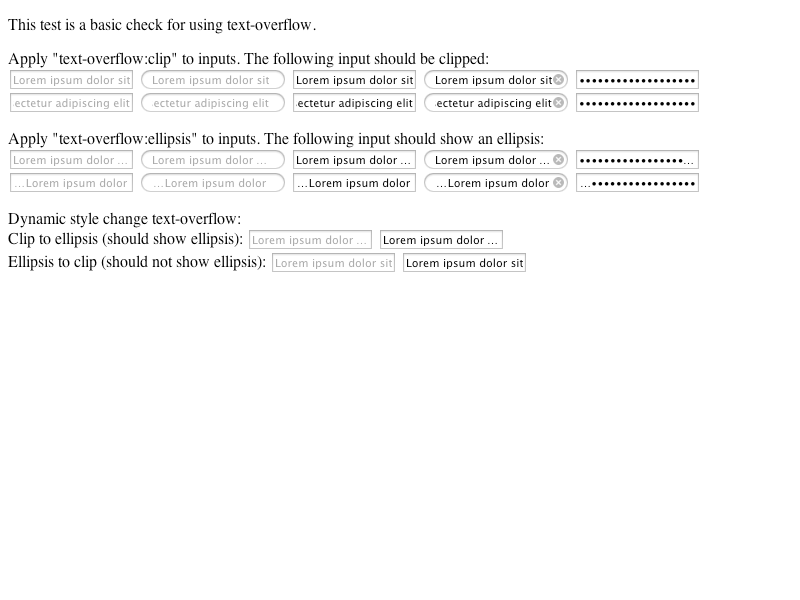 This test is a basic check for using text-overflow.
Apply "text-overflow:clip" to inputs. The following input should be clipped:
Lorem ipsum dolor sit Lorem ipsum dolor sit Lorem ipsum dolor sit Lorem ipsum dolor sit ••••••••••••••••••
ectetur adipiscing elit ectetur adipiscing elit ectetur adipiscing elit ectetur adipiscing elit ••••••••••••••••••
Apply "text-overflow:ellipsis" to inputs. The following input should show an ellipsis:
Lorem ipsum dolor ... Lorem ipsum dolor ... Lorem ipsum dolor ... Lorem ipsum dolor ... ••••••••••••••••...
...Lorem ipsum dolor ...Lorem ipsum dolor ...Lorem ipsum dolor ...Lorem ipsum dolor ...••••••••••••••••
Dynamic style change text-overflow:
Clip to ellipsis (should show ellipsis): Lorem ipsum dolor ... Lorem ipsum dolor ...
Ellipsis to clip (should not show ellipsis): Lorem ipsum dolor sit Lorem ipsum dolor sit